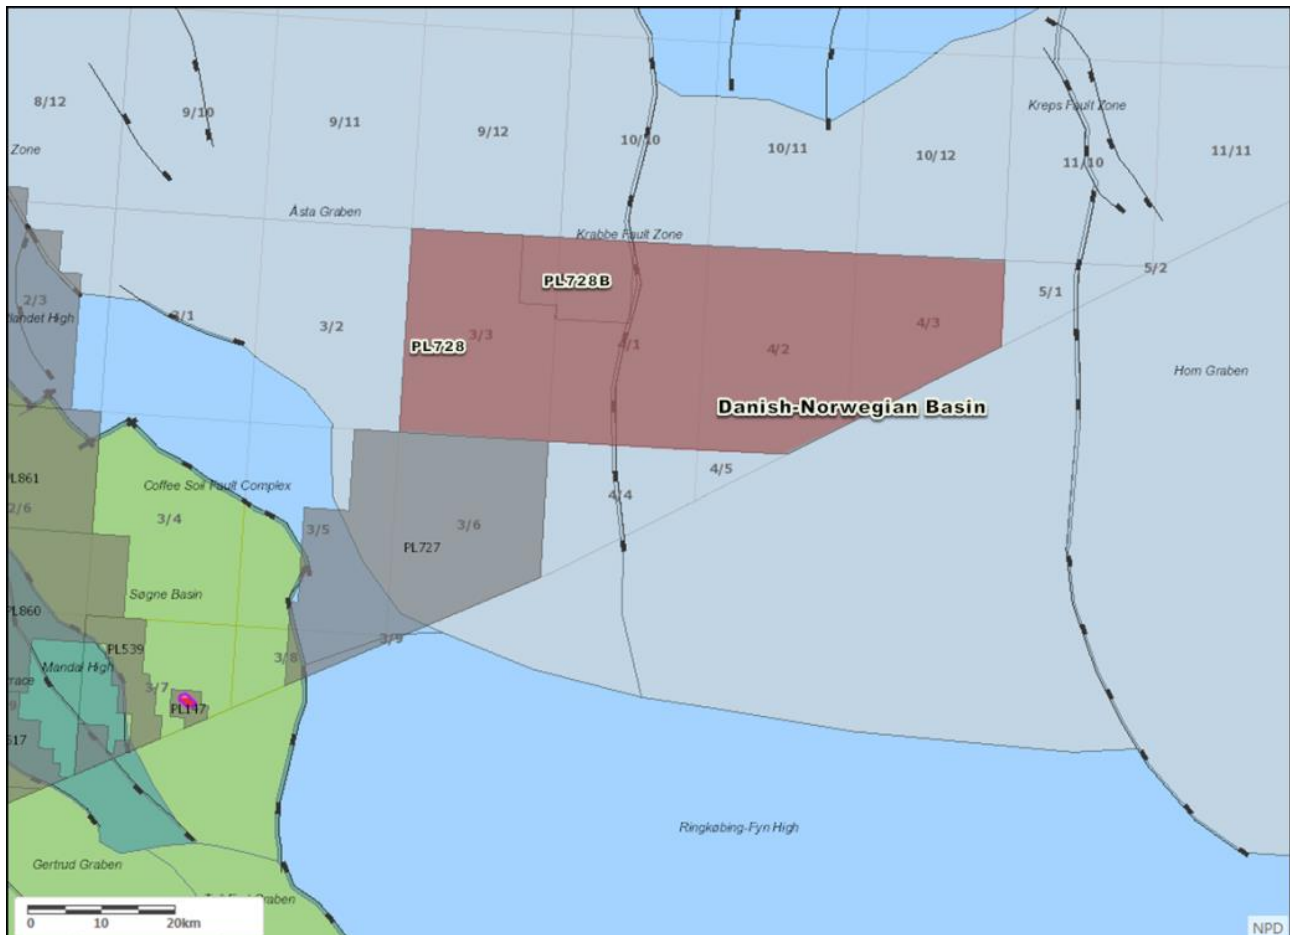 8/12
9/10
9/11
9/12
10/10
10/11
10/12
Kreps Fault Zone
11/10
11/11
Zone
Åsta Graben
Krabbe Fault Zone
5/2
5/1
2/3
3/1
3/2
PL728B
3/3
PL728
4/1
4/2
4/3
Horn Graben
Danish-Norwegian Basin
4/5
4/4
PL861
2/6
Coffee Soil Fault Complex
3/4
3/5
3/6
PL727
Søgne Basin
PL860
PL539
3/8
3/9
Mandal High
3/7
PL147
617
Ringkøbing-Fyn High
Gertrud Graben
0 10 20km
NPD